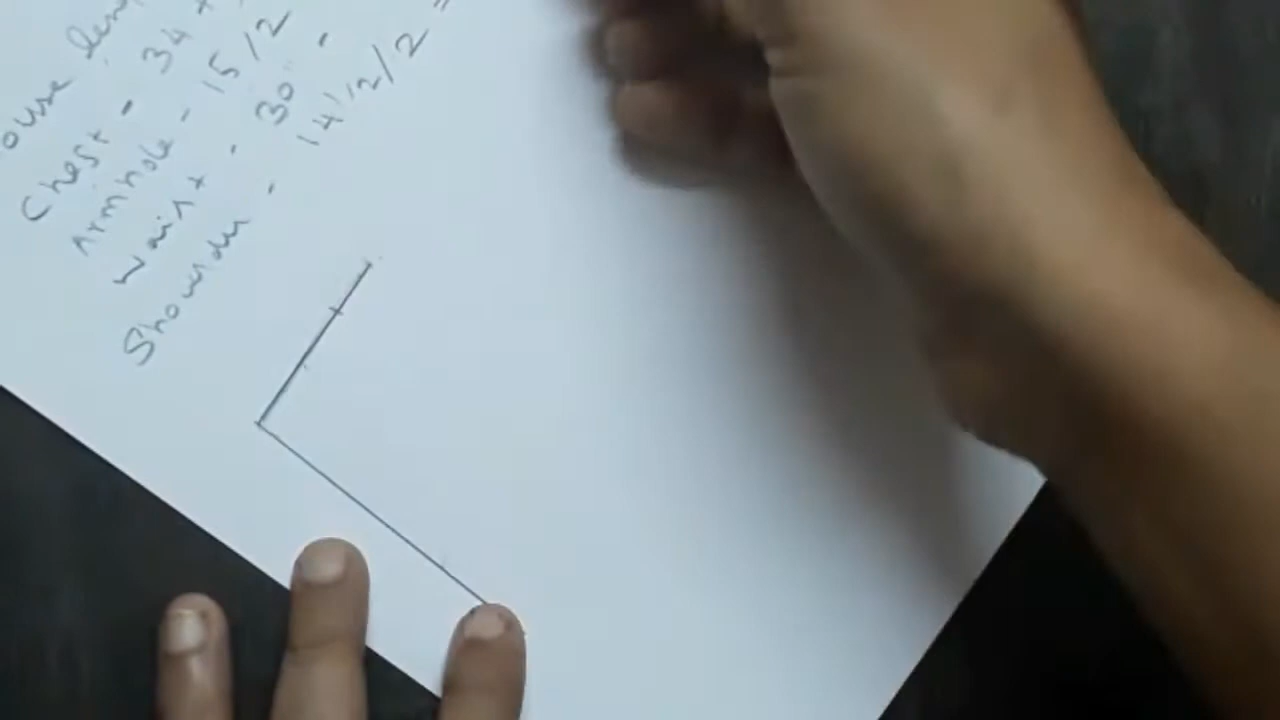 ouse len
Chest - 34 +
Armhole - 15/2
Waist - 30 -
Shoulder - 14 1/2/2 =